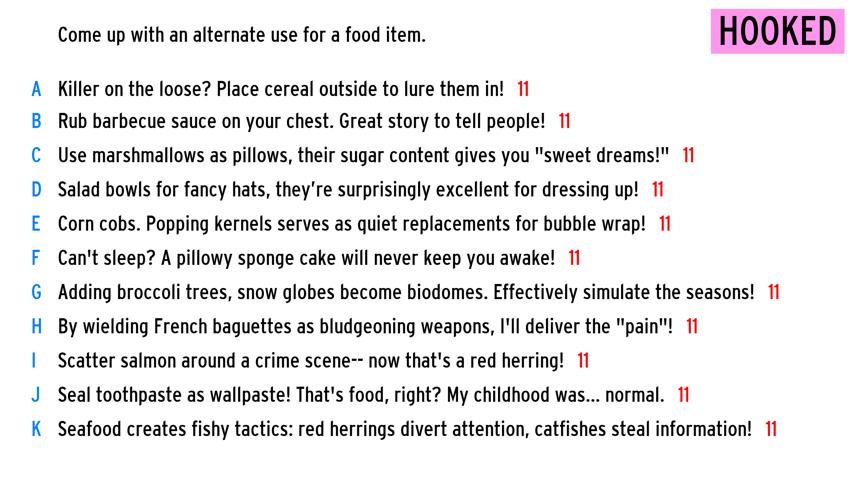 Come up with an alternate use for a food item.
HOOKED
A Killer on the loose? Place cereal outside to lure them in! 11
B Rub barbecue sauce on your chest. Great story to tell people! 11
C Use marshmallows as pillows, their sugar content gives you "sweet dreams!" 11
D Salad bowls for fancy hats, they’re surprisingly excellent for dressing up! 11
E Corn cobs. Popping kernels serves as quiet replacements for bubble wrap! 11
F Can't sleep? A pillowy sponge cake will never keep you awake! 11
G Adding broccoli trees, snow globes become biodomes. Effectively simulate the seasons! 11
H By wielding French baguettes as bludgeoning weapons, I'll deliver the "pain"! 11
I Scatter salmon around a crime scene-- now that's a red herring! 11
J Seal toothpaste as wallpaste! That's food, right? My childhood was... normal. 11
K Seafood creates fishy tactics: red herrings divert attention, catfishes steal information! 11